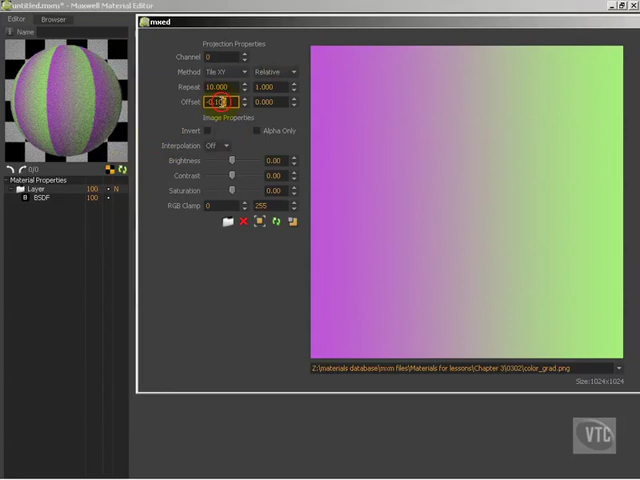 untitled.mxm* - Maxwell Material Editor
Editor Browser
Name
0/0
Material Properties
Layer 100 N
B BSDF 100
mxed
Projection Properties
Channel 0
Method Tile XY Relative
Repeat 10.000 1.000
Offset 0.000
Image Properties
Invert Alpha Only
Interpolation Off
Brightness 0.00
Contrast 0.00
Saturation 0.00
RGB Clamp 0 255
Z:\materials database\mxm files\Materials for lessons\Chapter 3\0302\color_grad.png
Size:1024x1024
VTC